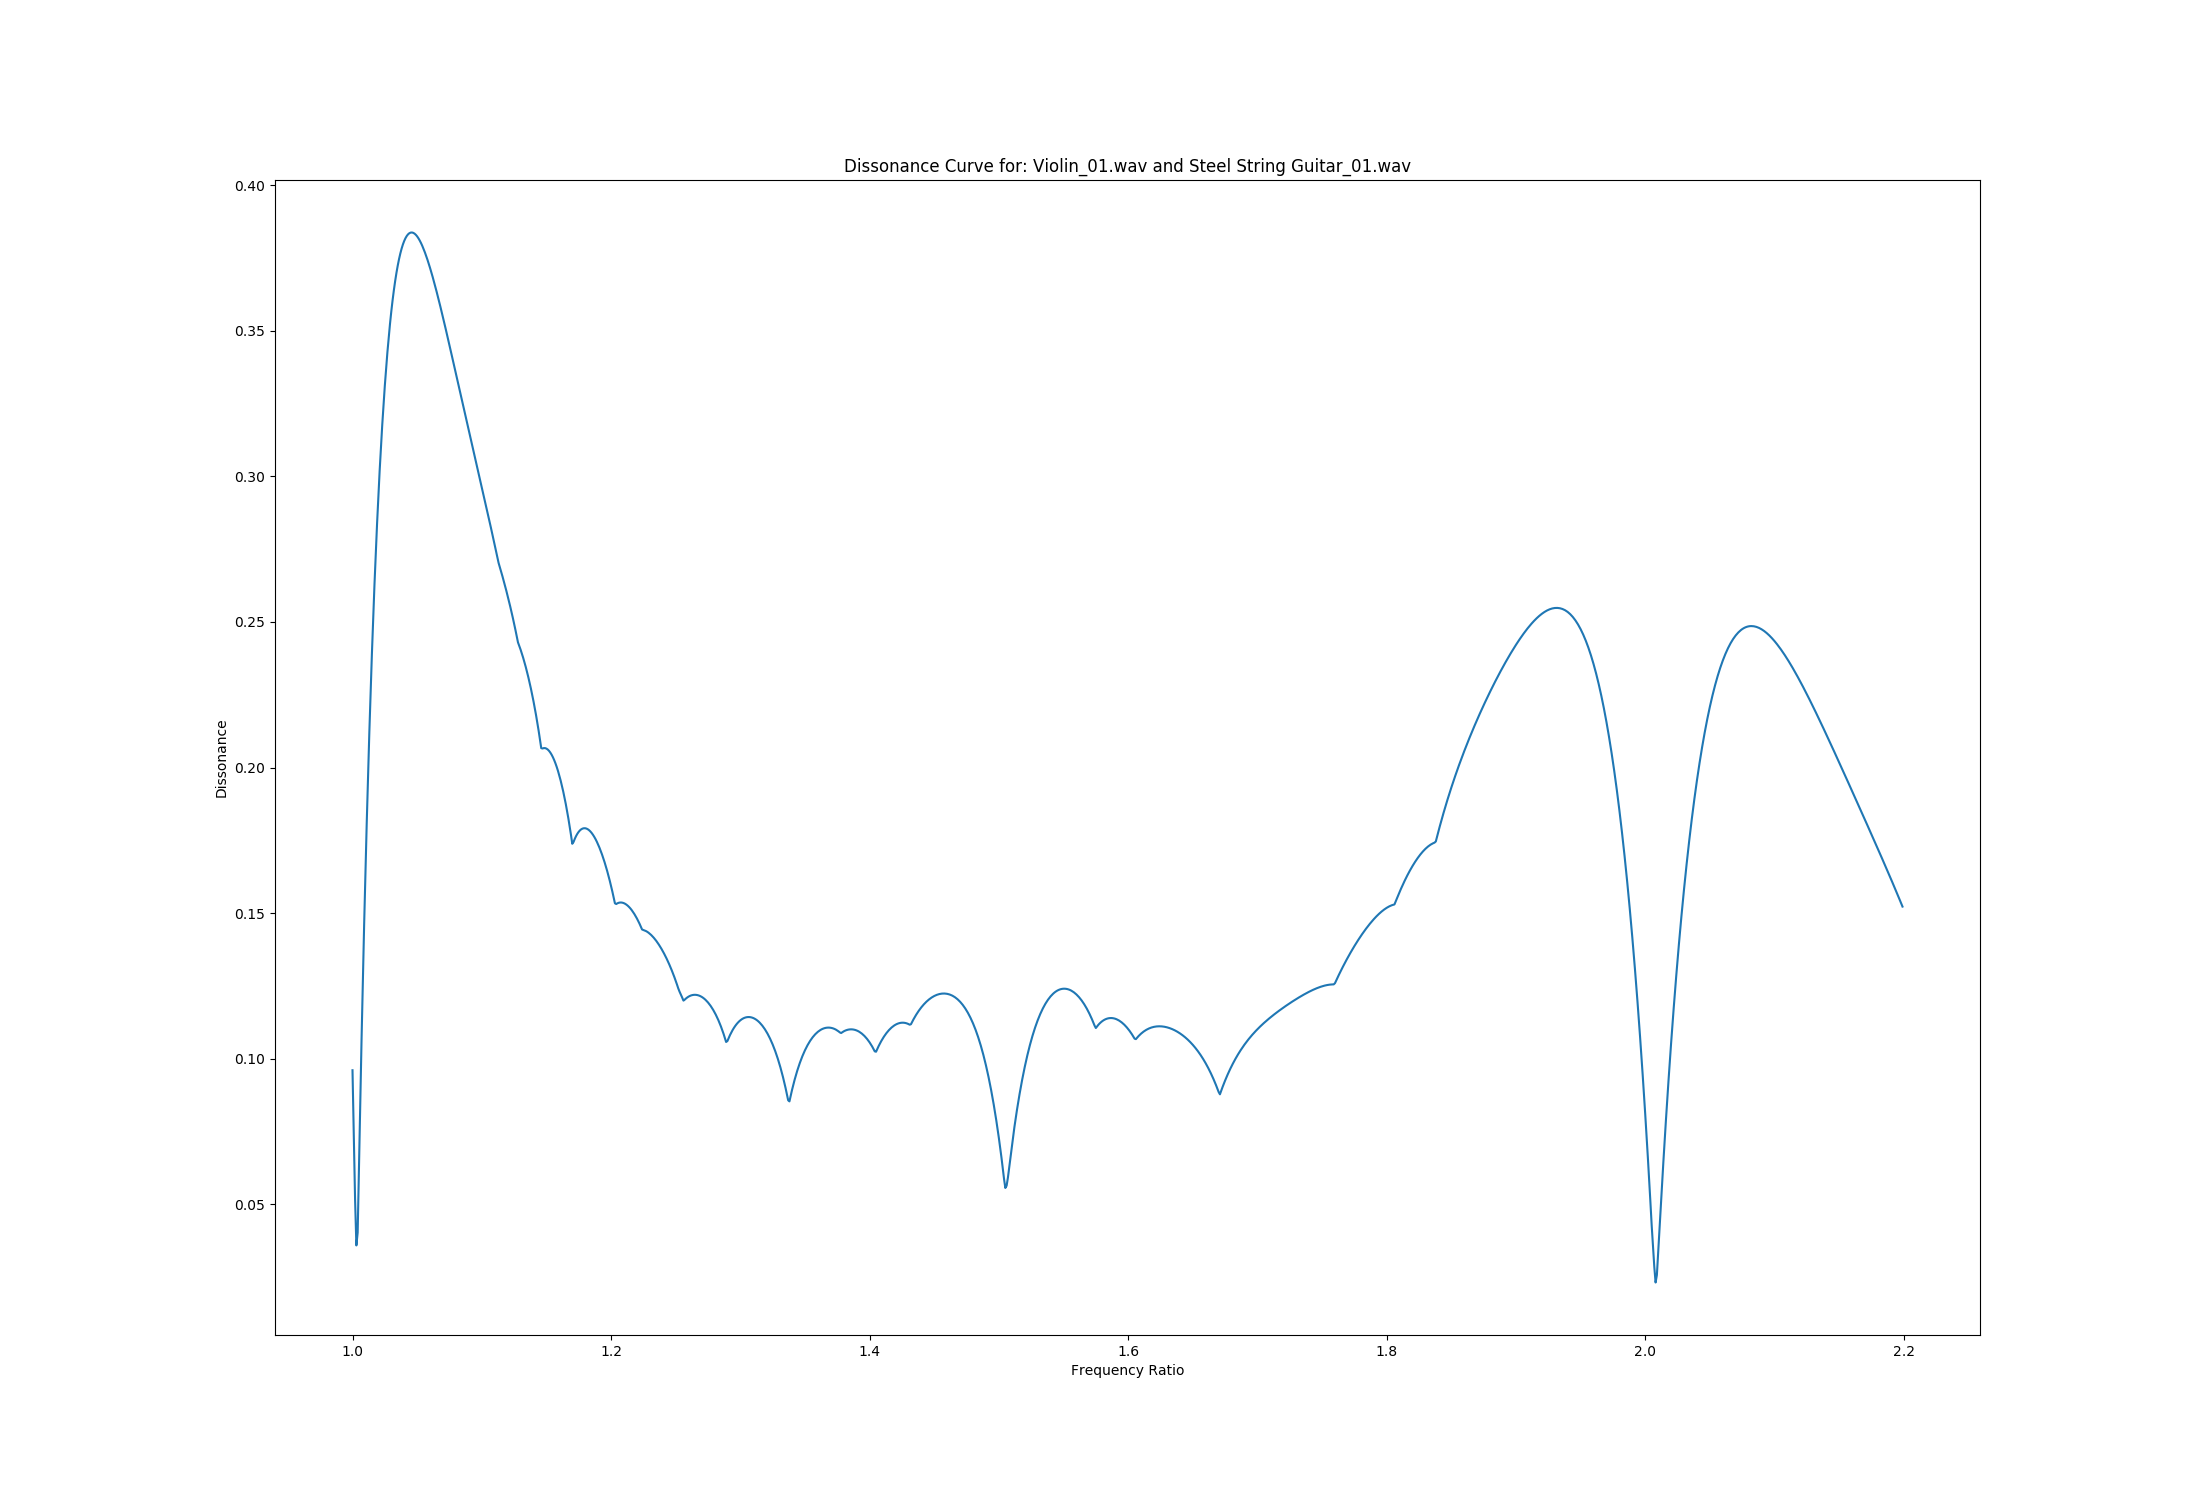 Dissonance Curve for: Violin_01.wav and Steel String Guitar_01.wav
0.40
0.35
0.30
0.25
0.20
0.15
0.10
0.05
Dissonance
1.0 1.2 1.4 1.6 1.8 2.0 2.2
Frequency Ratio